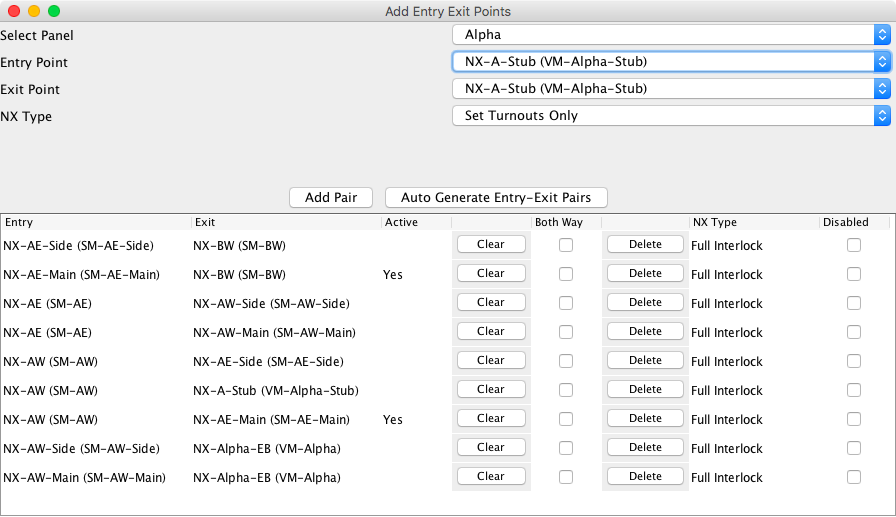 Add Entry Exit Points
Select Panel Alpha
Entry Point NX-A-Stub (VM-Alpha-Stub)
Exit Point NX-A-Stub (VM-Alpha-Stub)
NX Type Set Turnouts Only
Add Pair Auto Generate Entry-Exit Pairs
Entry Exit Active Both Way NX Type Disabled
NX-AE-Side (SM-AE-Side) NX-BW (SM-BW) Clear Delete Full Interlock
NX-AE-Main (SM-AE-Main) NX-BW (SM-BW) Yes Clear Delete Full Interlock
NX-AE (SM-AE) NX-AW-Side (SM-AW-Side) Clear Delete Full Interlock
NX-AE (SM-AE) NX-AW-Main (SM-AW-Main) Clear Delete Full Interlock
NX-AW (SM-AW) NX-AE-Side (SM-AE-Side) Clear Delete Full Interlock
NX-AW (SM-AW) NX-A-Stub (VM-Alpha-Stub) Clear Delete Full Interlock
NX-AW (SM-AW) NX-AE-Main (SM-AE-Main) Yes Clear Delete Full Interlock
NX-AW-Side (SM-AW-Side) NX-Alpha-EB (VM-Alpha) Clear Delete Full Interlock
NX-AW-Main (SM-AW-Main) NX-Alpha-EB (VM-Alpha) Clear Delete Full Interlock